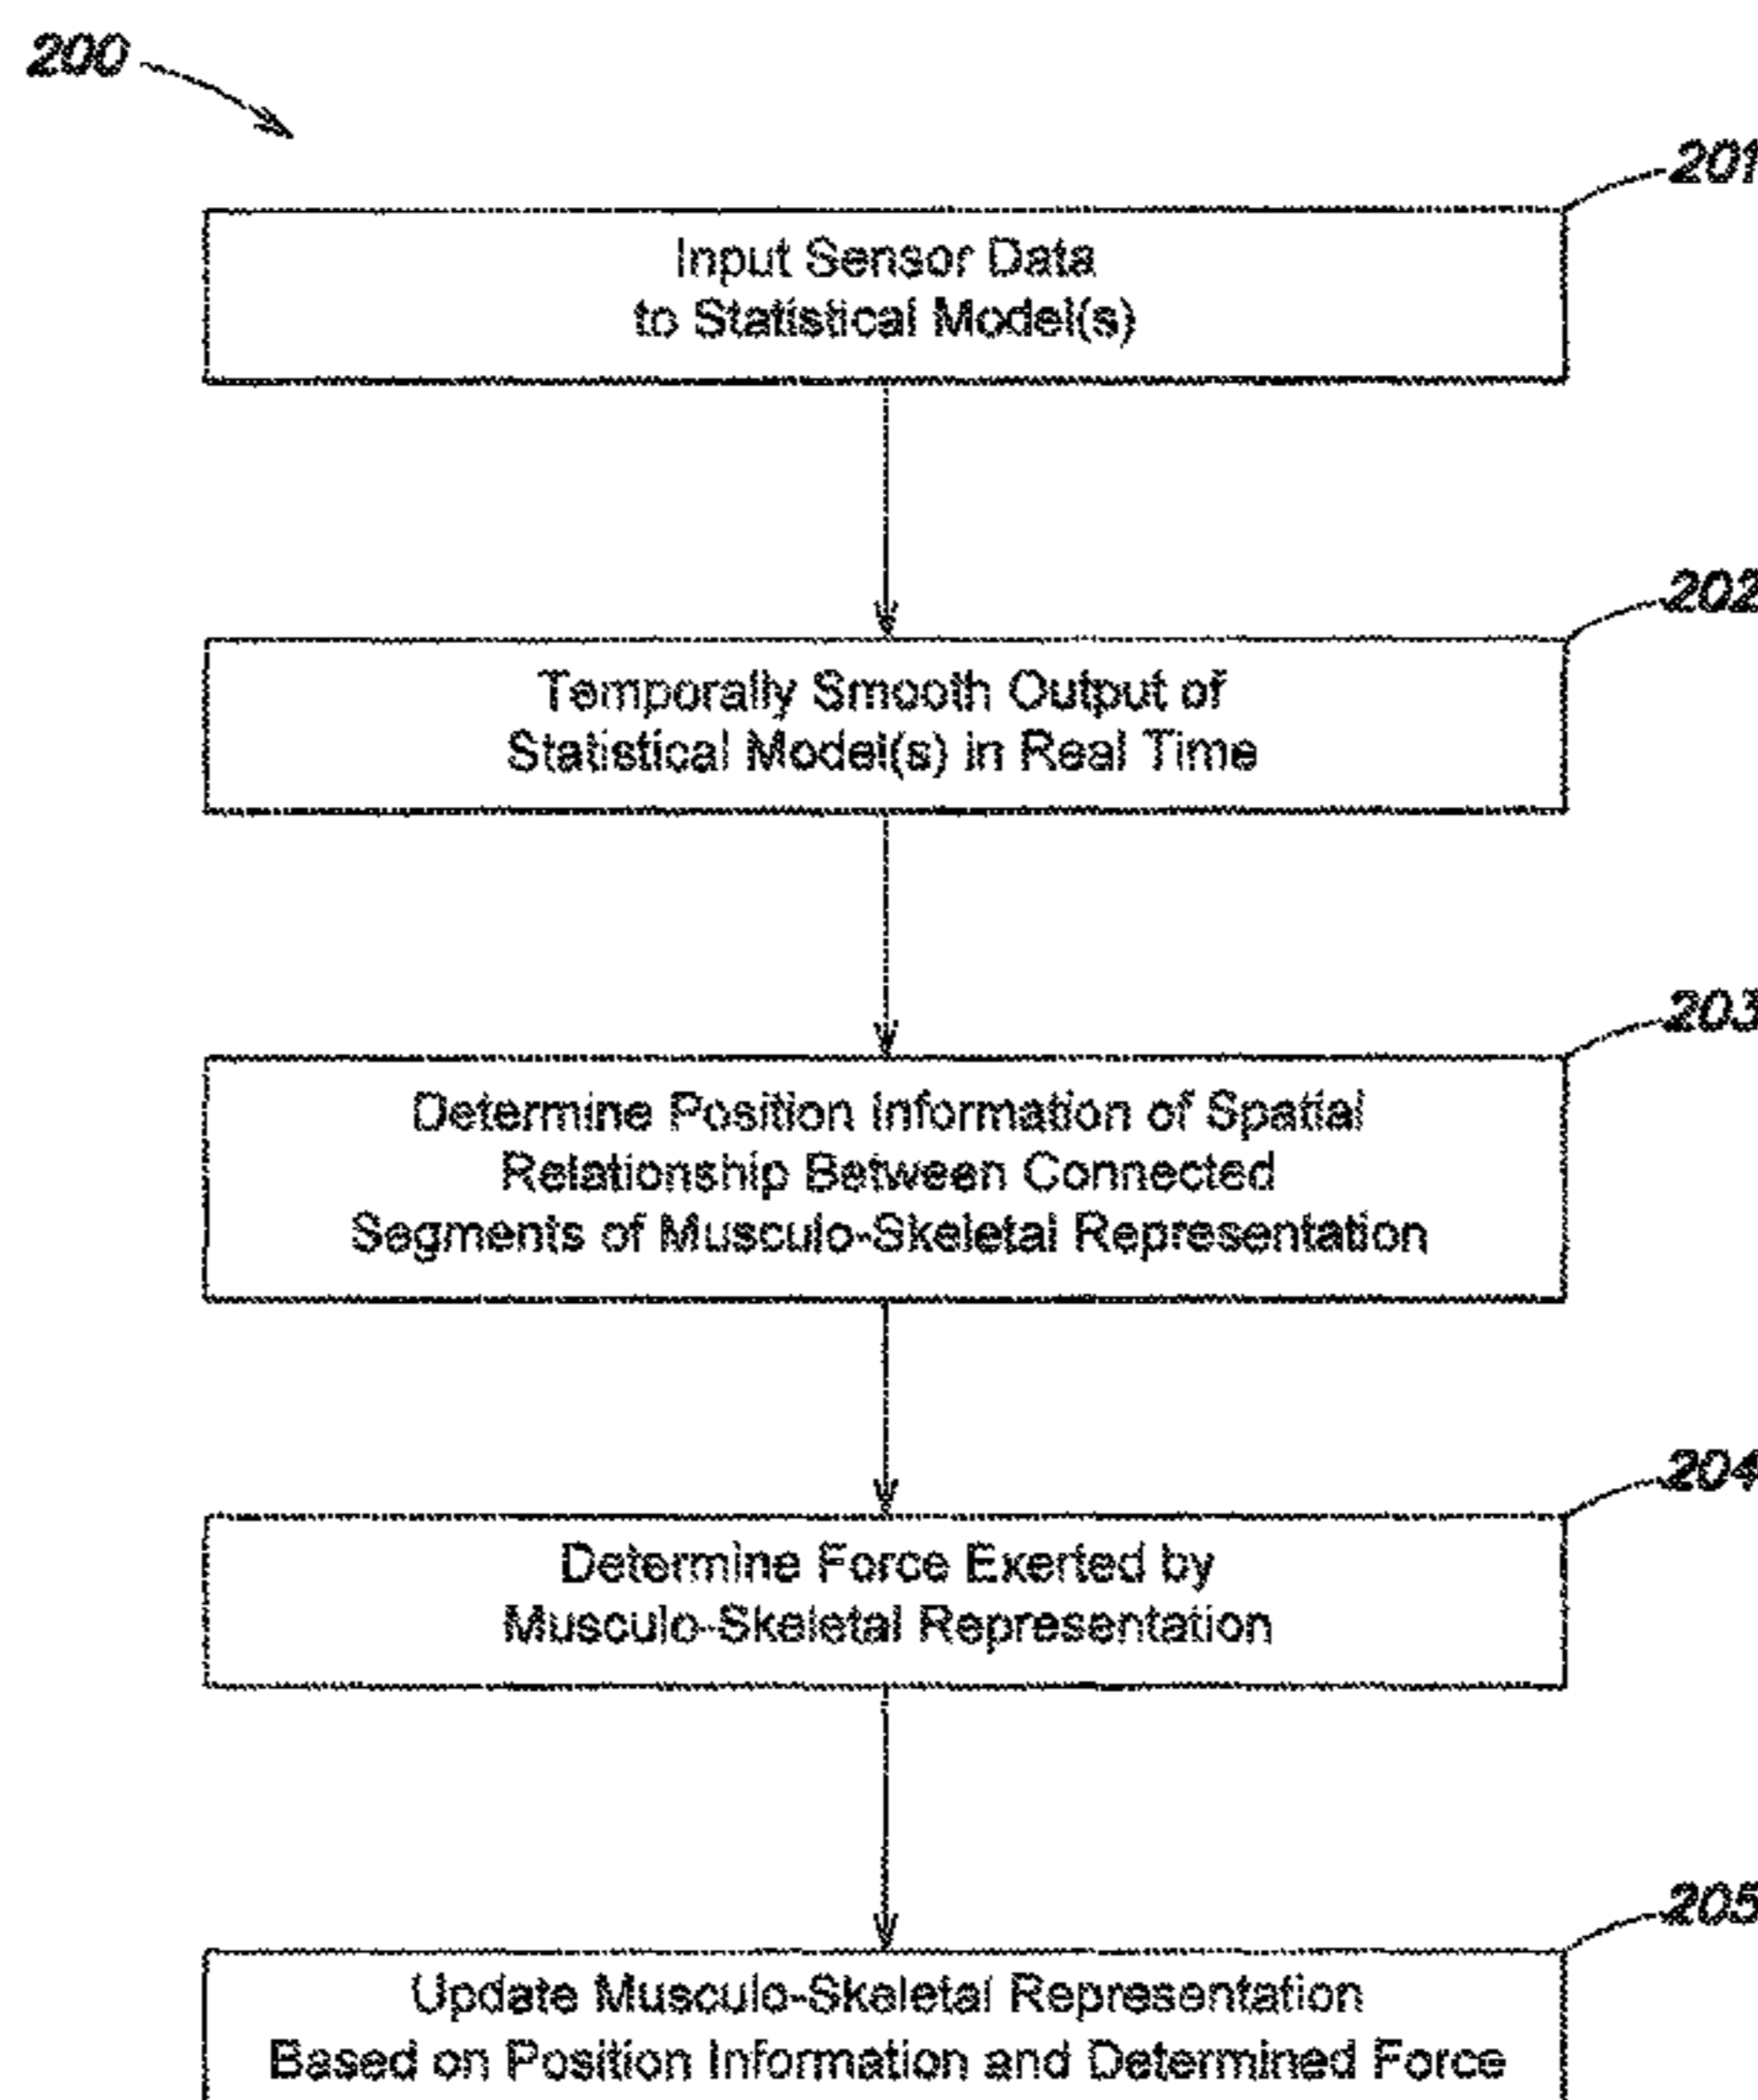 200
201
Input Sensor Data
to Statistical Model(s)
202
Temporally Smooth Output of
Statistical Model(s) in Real Time
203
Determine Position Information of Spatial
Relationship Between Connected
Segments of Musculo-Skeletal Representation
204
Determine Force Exerted by
Musculo-Skeletal Representation
205
Update Musculo-Skeletal Representation
Based on Position Information and Determined Force